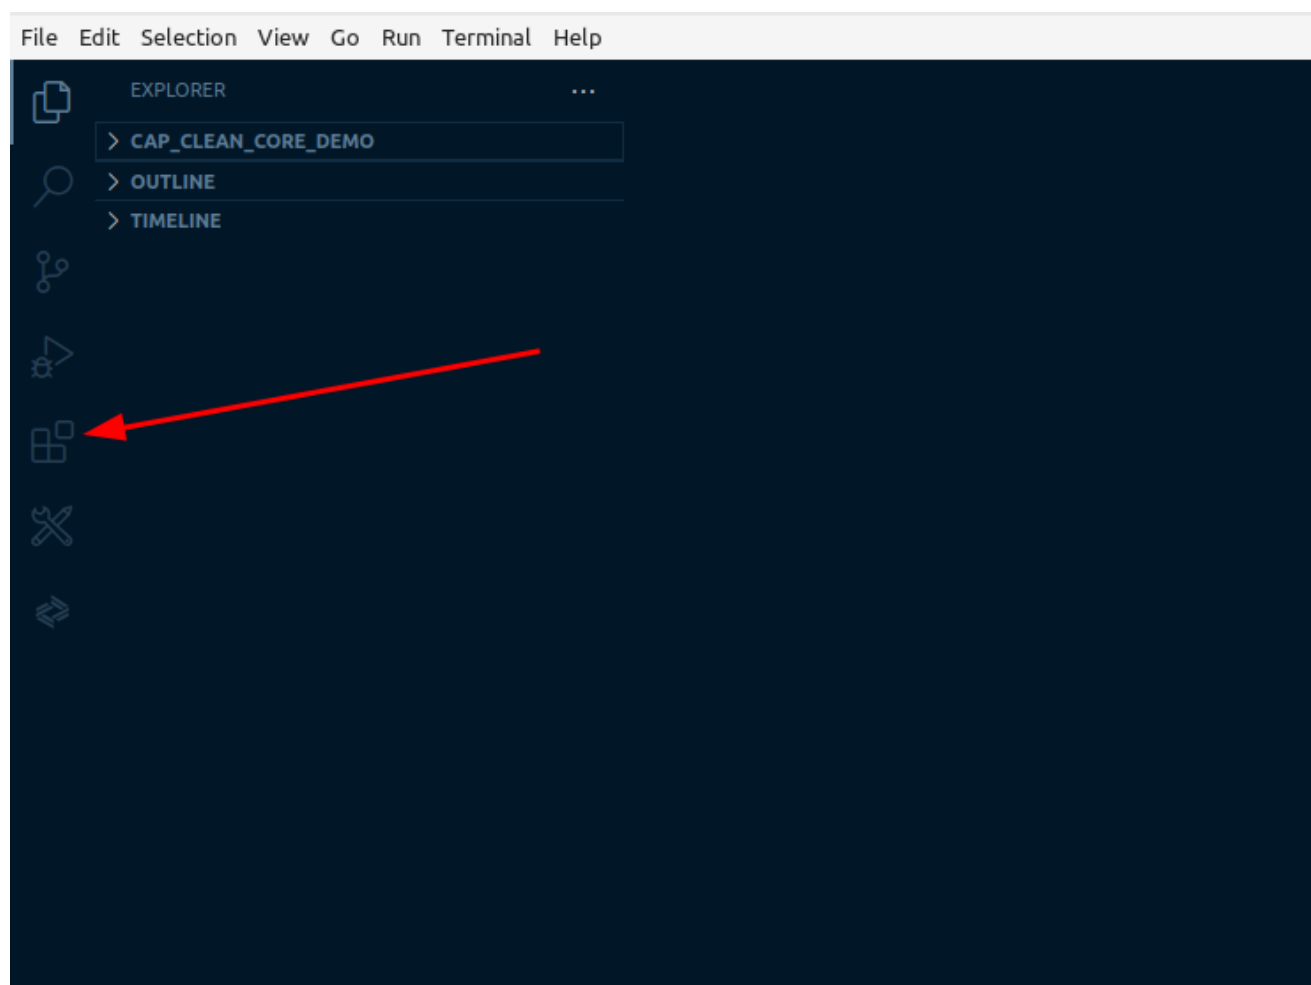 File Edit Selection View Go Run Terminal Help
EXPLORER ...
CAP_CLEAN_CORE_DEMO
OUTLINE
TIMELINE